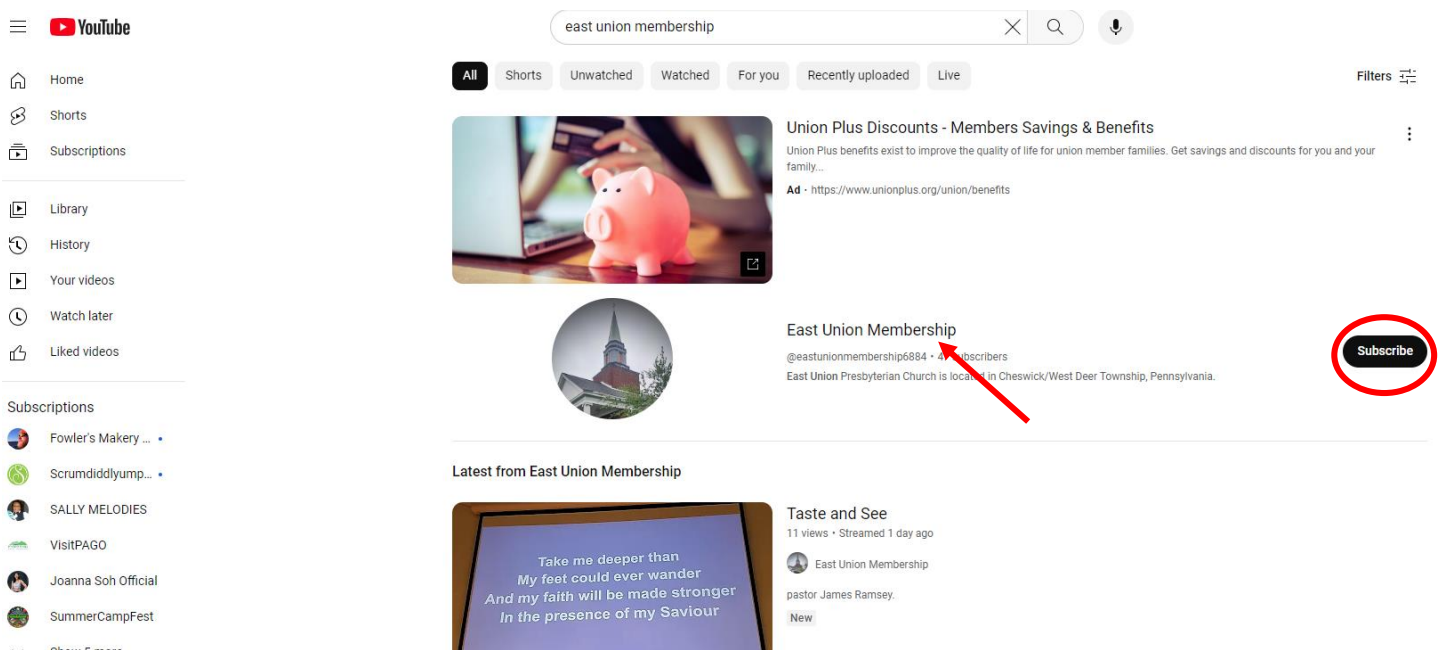 YouTube
east union membership
Home
Shorts
Subscriptions
Library
History
Your videos
Watch later
Liked videos
Subscriptions
Fowler's Makery ...
Scrumdiddlyump...
SALLY MELODIES
VisitPAGO
Joanna Soh Official
SummerCampFest
All Shorts Unwatched Watched For you Recently uploaded Live
Filters
Union Plus Discounts - Members Savings & Benefits
Union Plus benefits exist to improve the quality of life for union member families. Get savings and discounts for you and your
family...
Ad · https://www.unionplus.org/union/benefits
East Union Membership
@eastunionmembership6884 · subscribers
East Union Presbyterian Church is located in Cheswick/West Deer Township, Pennsylvania.
Subscribe
Latest from East Union Membership
Take me deeper than
My feet could ever wander
And my faith will be made stronger
In the presence of my Saviour
Taste and See
11 views · Streamed 1 day ago
East Union Membership
pastor James Ramsey.
New